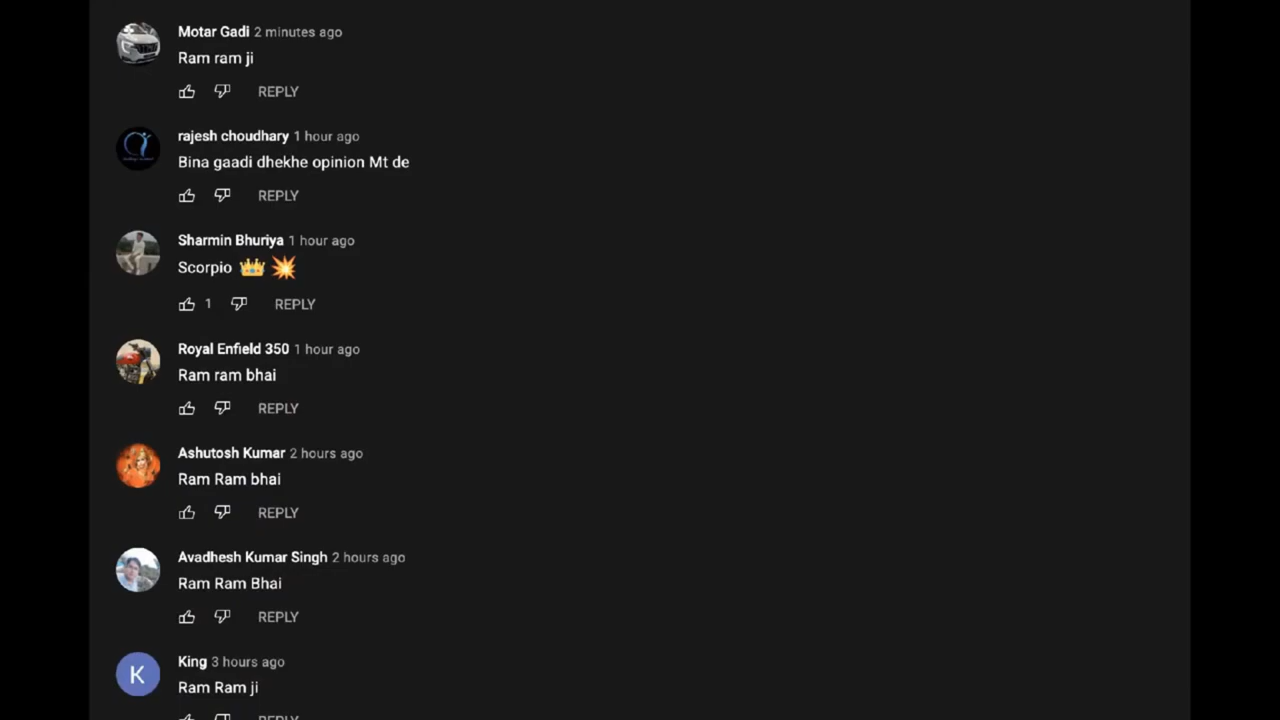 Motar Gadi 2 minutes ago
Ram ram ji
REPLY
rajesh choudhary 1 hour ago
Bina gaadi dhekhe opinion Mt de
REPLY
Sharmin Bhuriya 1 hour ago
Scorpio 👑 💥
1 REPLY
Royal Enfield 350 1 hour ago
Ram ram bhai
REPLY
Ashutosh Kumar 2 hours ago
Ram Ram bhai
REPLY
Avadhesh Kumar Singh 2 hours ago
Ram Ram Bhai
REPLY
K
King 3 hours ago
Ram Ram ji
REPLY